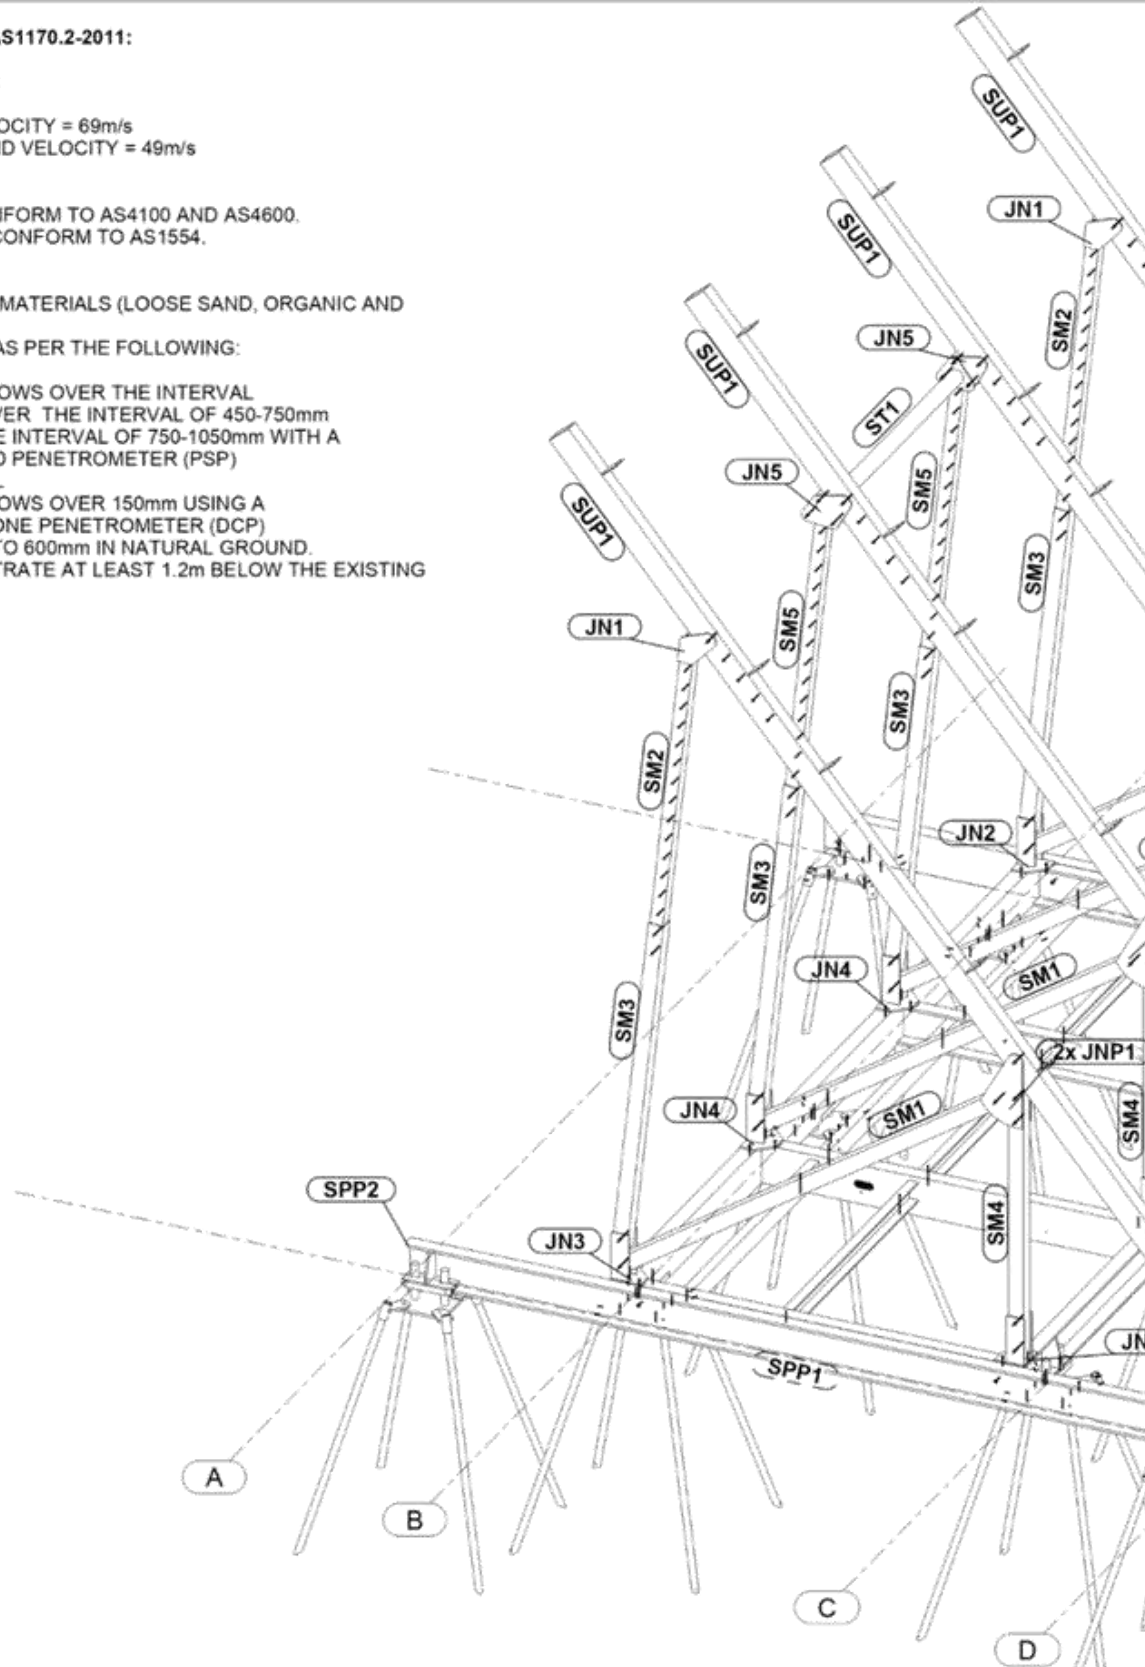 AS1170.2-2011:
OCITY = 69m/s
ND VELOCITY = 49m/s
NFORM TO AS4100 AND AS4600.
CONFORM TO AS1554.
MATERIALS (LOOSE SAND, ORGANIC AND
AS PER THE FOLLOWING:
OWS OVER THE INTERVAL
VER THE INTERVAL OF 450-750mm
E INTERVAL OF 750-1050mm WITH A
D PENETROMETER (PSP)
OWS OVER 150mm USING A
ONE PENETROMETER (DCP)
TO 600mm IN NATURAL GROUND.
TRATE AT LEAST 1.2m BELOW THE EXISTING
SUP1
JN1
SUP1
SM2
JN5
SUP1
ST1
JN5
SM5
SUP1
SM3
JN1
SM5
SM3
SM2
JN2
SM3
JN4
SM1
SM3
2x JNP1
JN4
SM1
SM4
SPP2
SM4
JN3
JN
SPP1
A
B
C
D